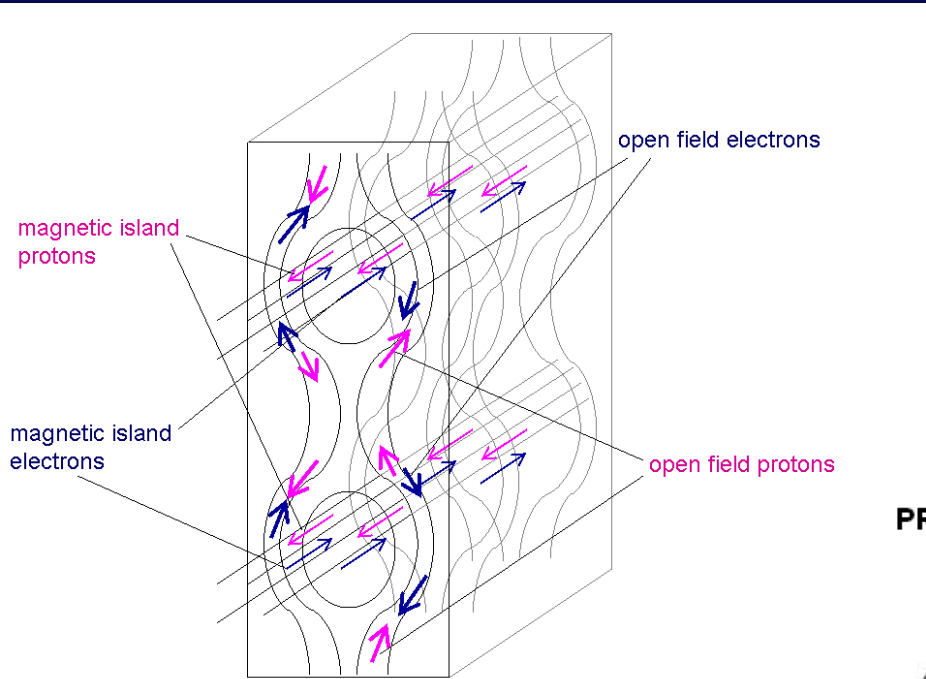 open field electrons
magnetic island
protons
magnetic island
electrons
open field protons
PR